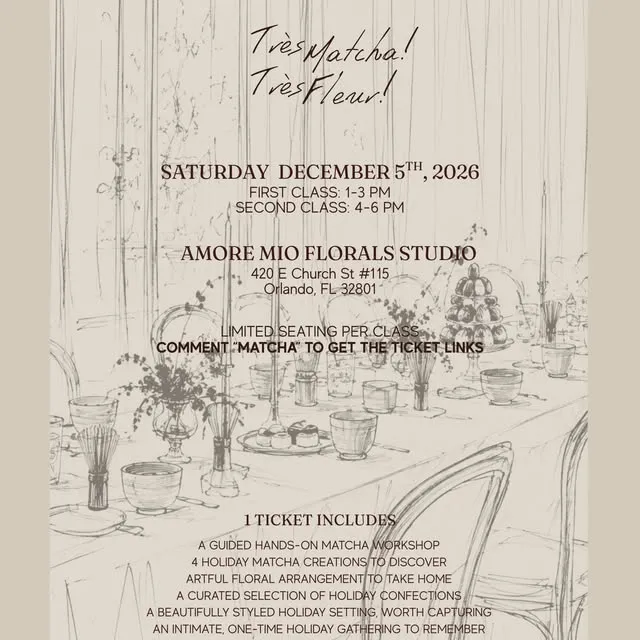 Très Matcha!
Très Fleur!
SATURDAY DECEMBER 5TH, 2026
FIRST CLASS: 1-3 PM
SECOND CLASS: 4-6 PM
AMORE MIO FLORALS STUDIO
420 E Church St #115
Orlando, FL 32801
LIMITED SEATING PER CLASS
COMMENT "MATCHA" TO GET THE TICKET LINKS
1 TICKET INCLUDES
A GUIDED HANDS-ON MATCHA WORKSHOP
4 HOLIDAY MATCHA CREATIONS TO DISCOVER
ARTFUL FLORAL ARRANGEMENT TO TAKE HOME
A CURATED SELECTION OF HOLIDAY CONFECTIONS
A BEAUTIFULLY STYLED HOLIDAY SETTING, WORTH CAPTURING
AN INTIMATE, ONE-TIME HOLIDAY GATHERING TO REMEMBER